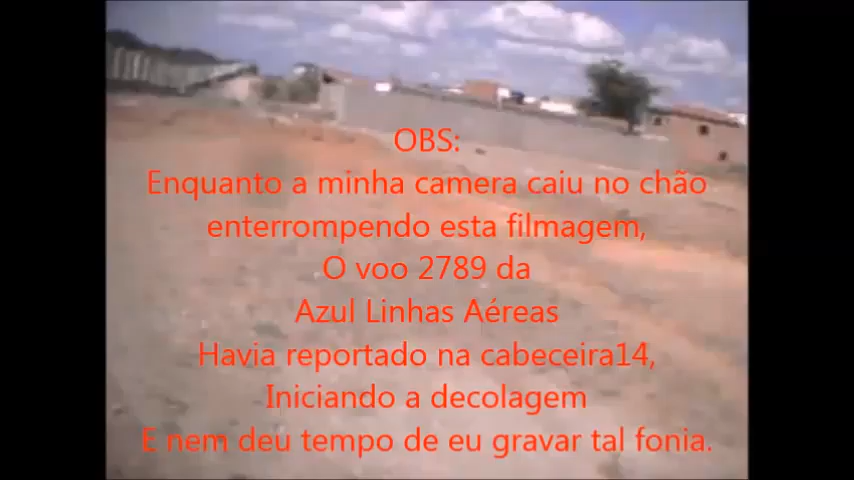 OBS:
Enquanto a minha camera caiu no chão
enterrompendo esta filmagem,
O voo 2789 da
Azul Linhas Aéreas
Havia reportado na cabeceira14,
Iniciando a decolagem
E nem deu tempo de eu gravar tal fonia.